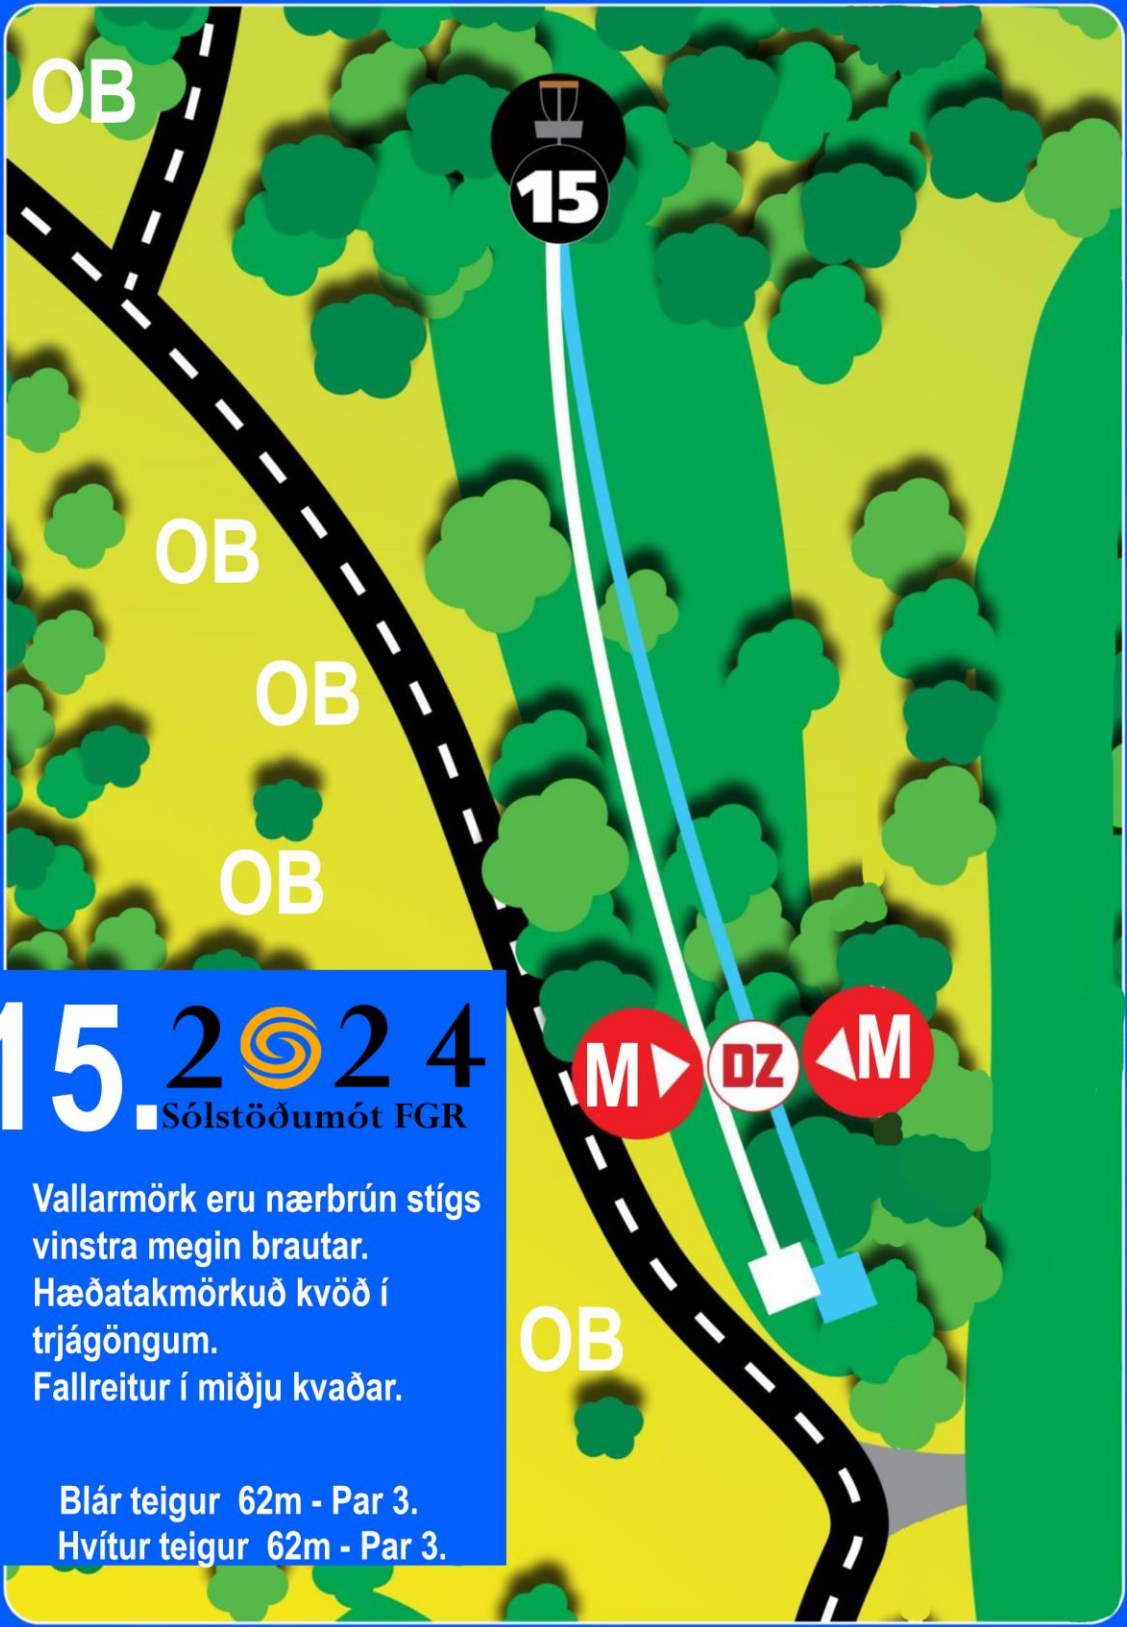 OB
15
OB
OB
OB
M DZ M
15. 2024
Sólstöðumót FGR
Vallarmörk eru nærbrún stígs
vinstra megin brautar.
Hæðatakmörkuð kvöð í
trjágöngum.
Fallreitur í miðju kvaðar.
OB
Blár teigur 62m - Par 3.
Hvítur teigur 62m - Par 3.